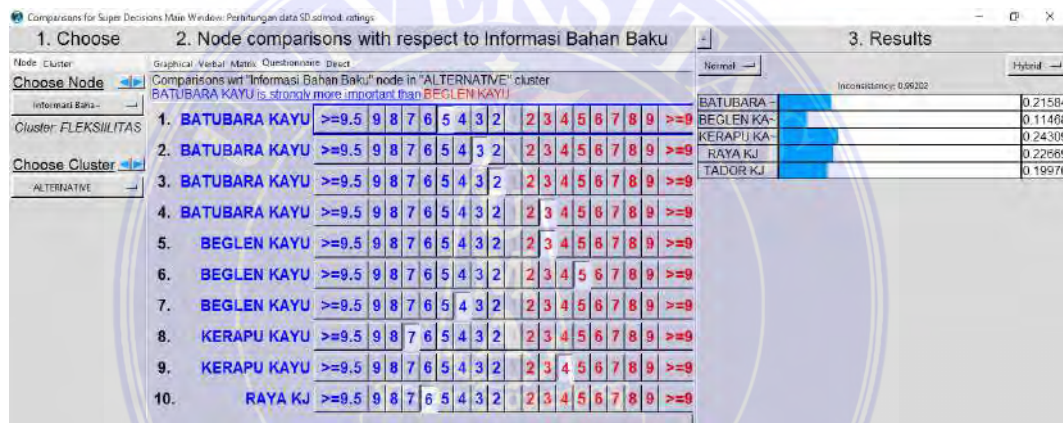 Comparisons for Super Decisions Main Window: Perhitungan data SD.sdmod: ratings
1. Choose
2. Node comparisons with respect to Informasi Bahan Baku
3. Results
Node Cluster
Choose Node
Informasi Baha~
Cluster: FLEKSIILITAS
Choose Cluster
ALTERNATIVE
Graphical Verbal Matrix Questionnaire Direct
Comparisons wrt "Informasi Bahan Baku" node in "ALTERNATIVE" cluster
BATUBARA KAYU is strongly more important than BEGLEN KAYU
1. BATUBARA KAYU >=9.5 9 8 7 6 5 4 3 2 2 3 4 5 6 7 8 9 >=9
2. BATUBARA KAYU >=9.5 9 8 7 6 5 4 3 2 2 3 4 5 6 7 8 9 >=9
3. BATUBARA KAYU >=9.5 9 8 7 6 5 4 3 2 2 3 4 5 6 7 8 9 >=9
4. BATUBARA KAYU >=9.5 9 8 7 6 5 4 3 2 2 3 4 5 6 7 8 9 >=9
5. BEGLEN KAYU >=9.5 9 8 7 6 5 4 3 2 2 3 4 5 6 7 8 9 >=9
6. BEGLEN KAYU >=9.5 9 8 7 6 5 4 3 2 2 3 4 5 6 7 8 9 >=9
7. BEGLEN KAYU >=9.5 9 8 7 6 5 4 3 2 2 3 4 5 6 7 8 9 >=9
8. KERAPU KAYU >=9.5 9 8 7 6 5 4 3 2 2 3 4 5 6 7 8 9 >=9
9. KERAPU KAYU >=9.5 9 8 7 6 5 4 3 2 2 3 4 5 6 7 8 9 >=9
10. RAYA KJ >=9.5 9 8 7 6 5 4 3 2 2 3 4 5 6 7 8 9 >=9
Normal
Hybrid
Inconsistency: 0.99202
BATUBARA ~ 0.21584
BEGLEN KA~ 0.11468
KERAPU KA~ 0.24305
RAYA KJ 0.22669
TADOR KJ 0.19976